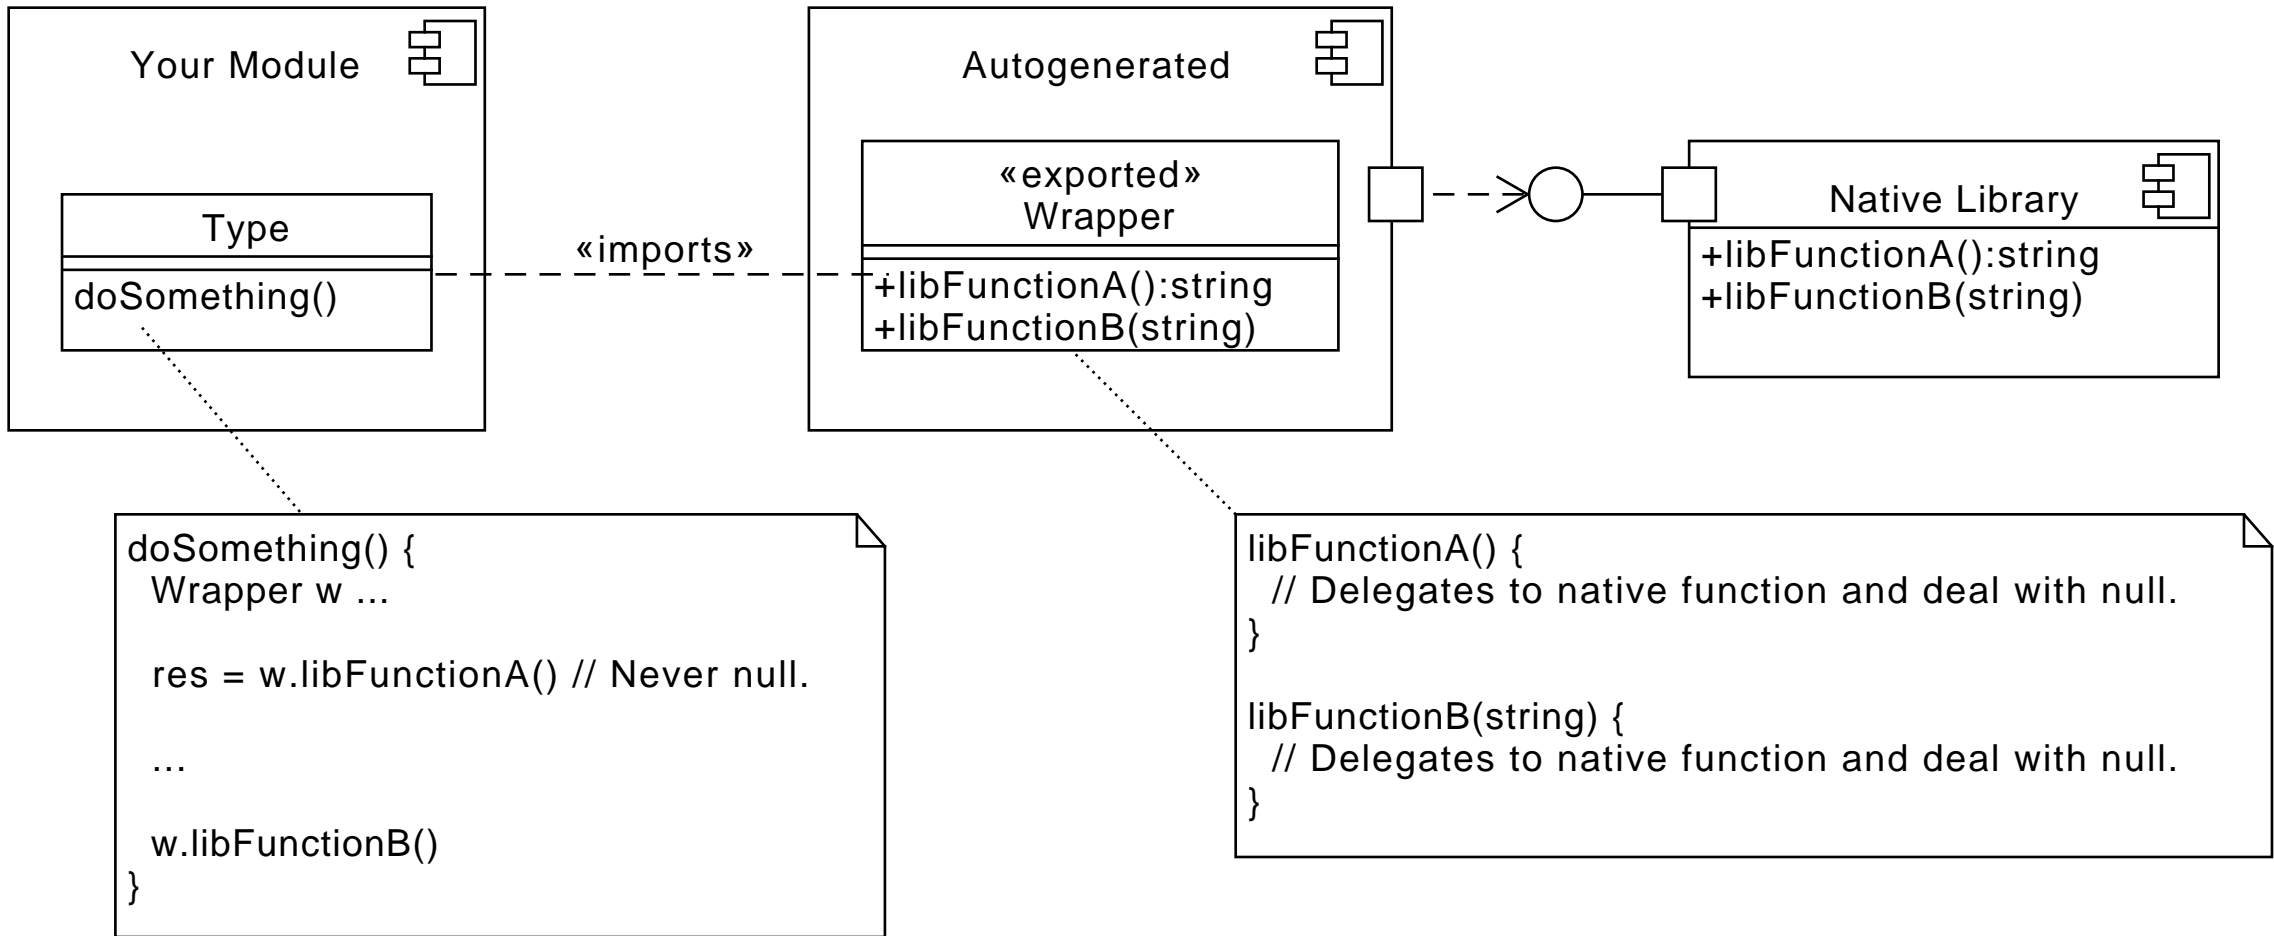 Your Module
Type
doSomething()
«imports»
Autogenerated
«exported»
Wrapper
+libFunctionA():string
+libFunctionB(string)
Native Library
+libFunctionA():string
+libFunctionB(string)
doSomething() {
Wrapper w ...
res = w.libFunctionA() // Never null.
...
w.libFunctionB()
}
libFunctionA() {
// Delegates to native function and deal with null.
}
libFunctionB(string) {
// Delegates to native function and deal with null.
}